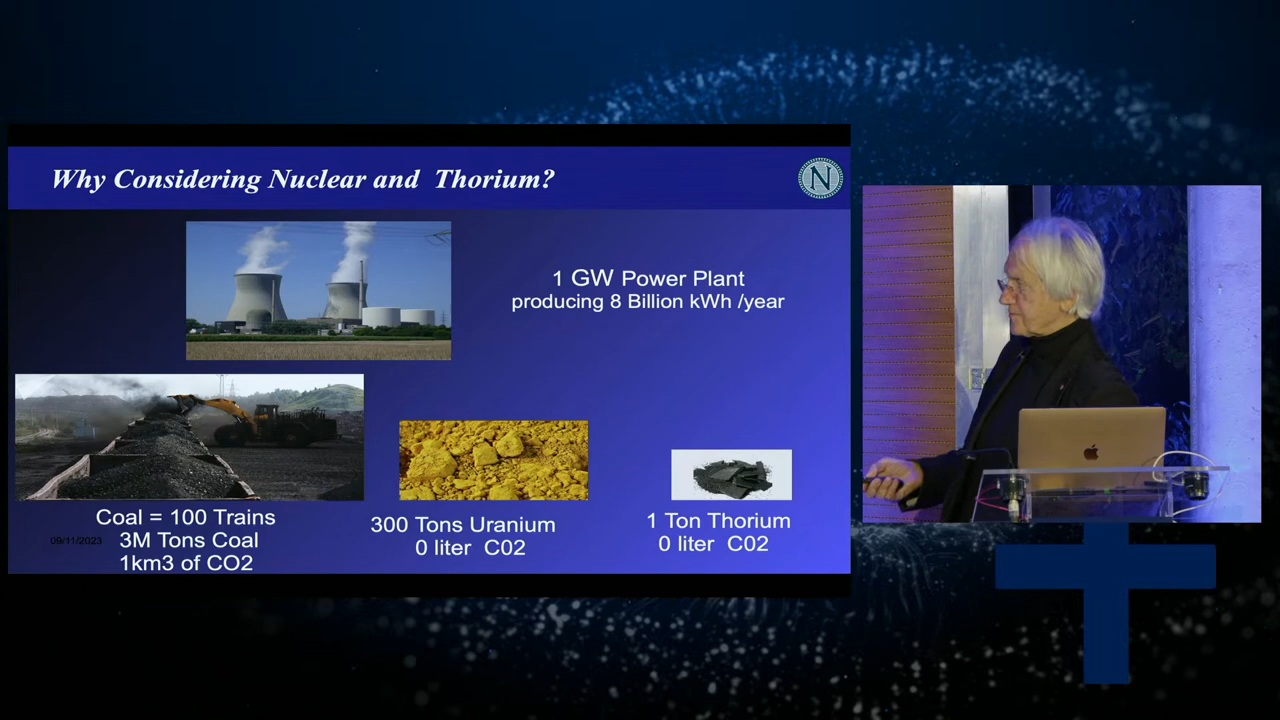 Why Considering Nuclear and Thorium?
N
1 GW Power Plant
producing 8 Billion kWh /year
Coal = 100 Trains
3M Tons Coal
1km3 of CO2
300 Tons Uranium
0 liter C02
1 Ton Thorium
0 liter C02
09/11/2023